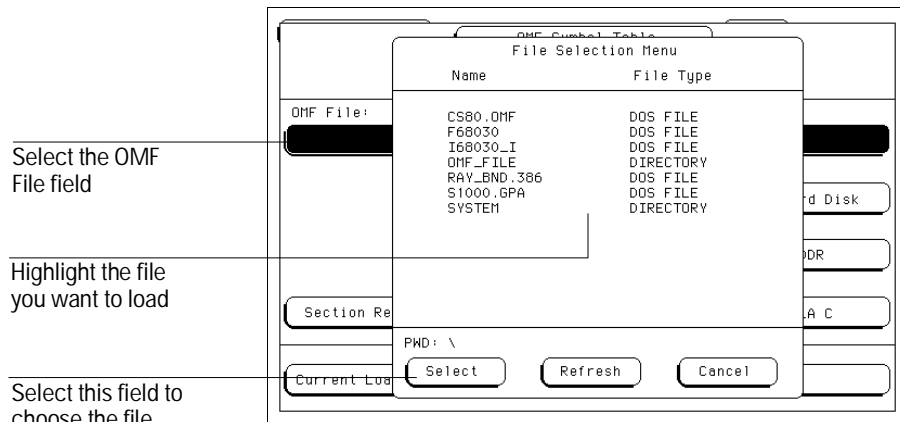 OMF Symbol Table
File Selection Menu
Name File Type
OMF File:
CS80.OMF DOS FILE
F68030 DOS FILE
I68030_I DOS FILE
OMF_FILE DIRECTORY
RAY_BND.386 DOS FILE
S1000.GPA DOS FILE
SYSTEM DIRECTORY
Select the OMF
File field
rd Disk
DDR
Highlight the file
you want to load
Section Re
A C
PWD: \
Select Refresh Cancel
Current Loa
Select this field to
choose the file